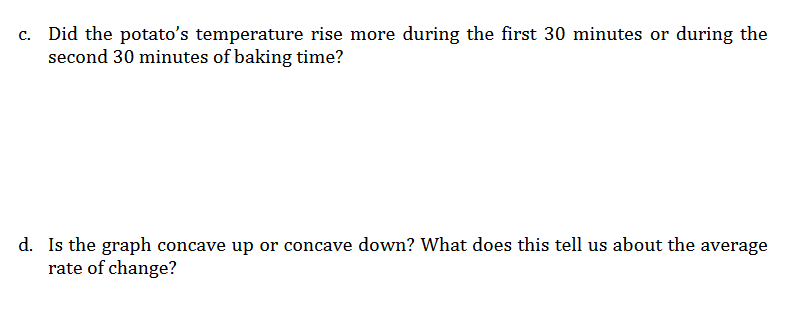 c. Did the potato’s temperature rise more during the first 30 minutes or during the
second 30 minutes of baking time?
d. Is the graph concave up or concave down? What does this tell us about the average
rate of change?